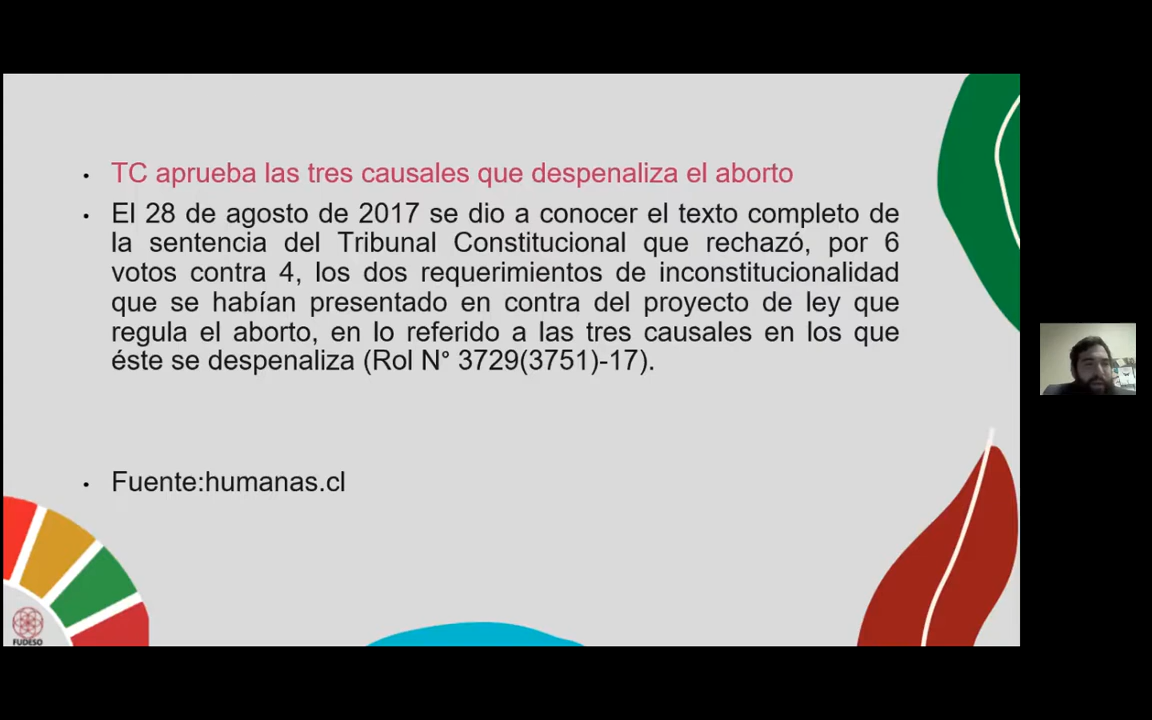 • TC aprueba las tres causales que despenaliza el aborto
• El 28 de agosto de 2017 se dio a conocer el texto completo de
la sentencia del Tribunal Constitucional que rechazó, por 6
votos contra 4, los dos requerimientos de inconstitucionalidad
que se habían presentado en contra del proyecto de ley que
regula el aborto, en lo referido a las tres causales en los que
éste se despenaliza (Rol N° 3729(3751)-17).
• Fuente:humanas.cl
FUDESO